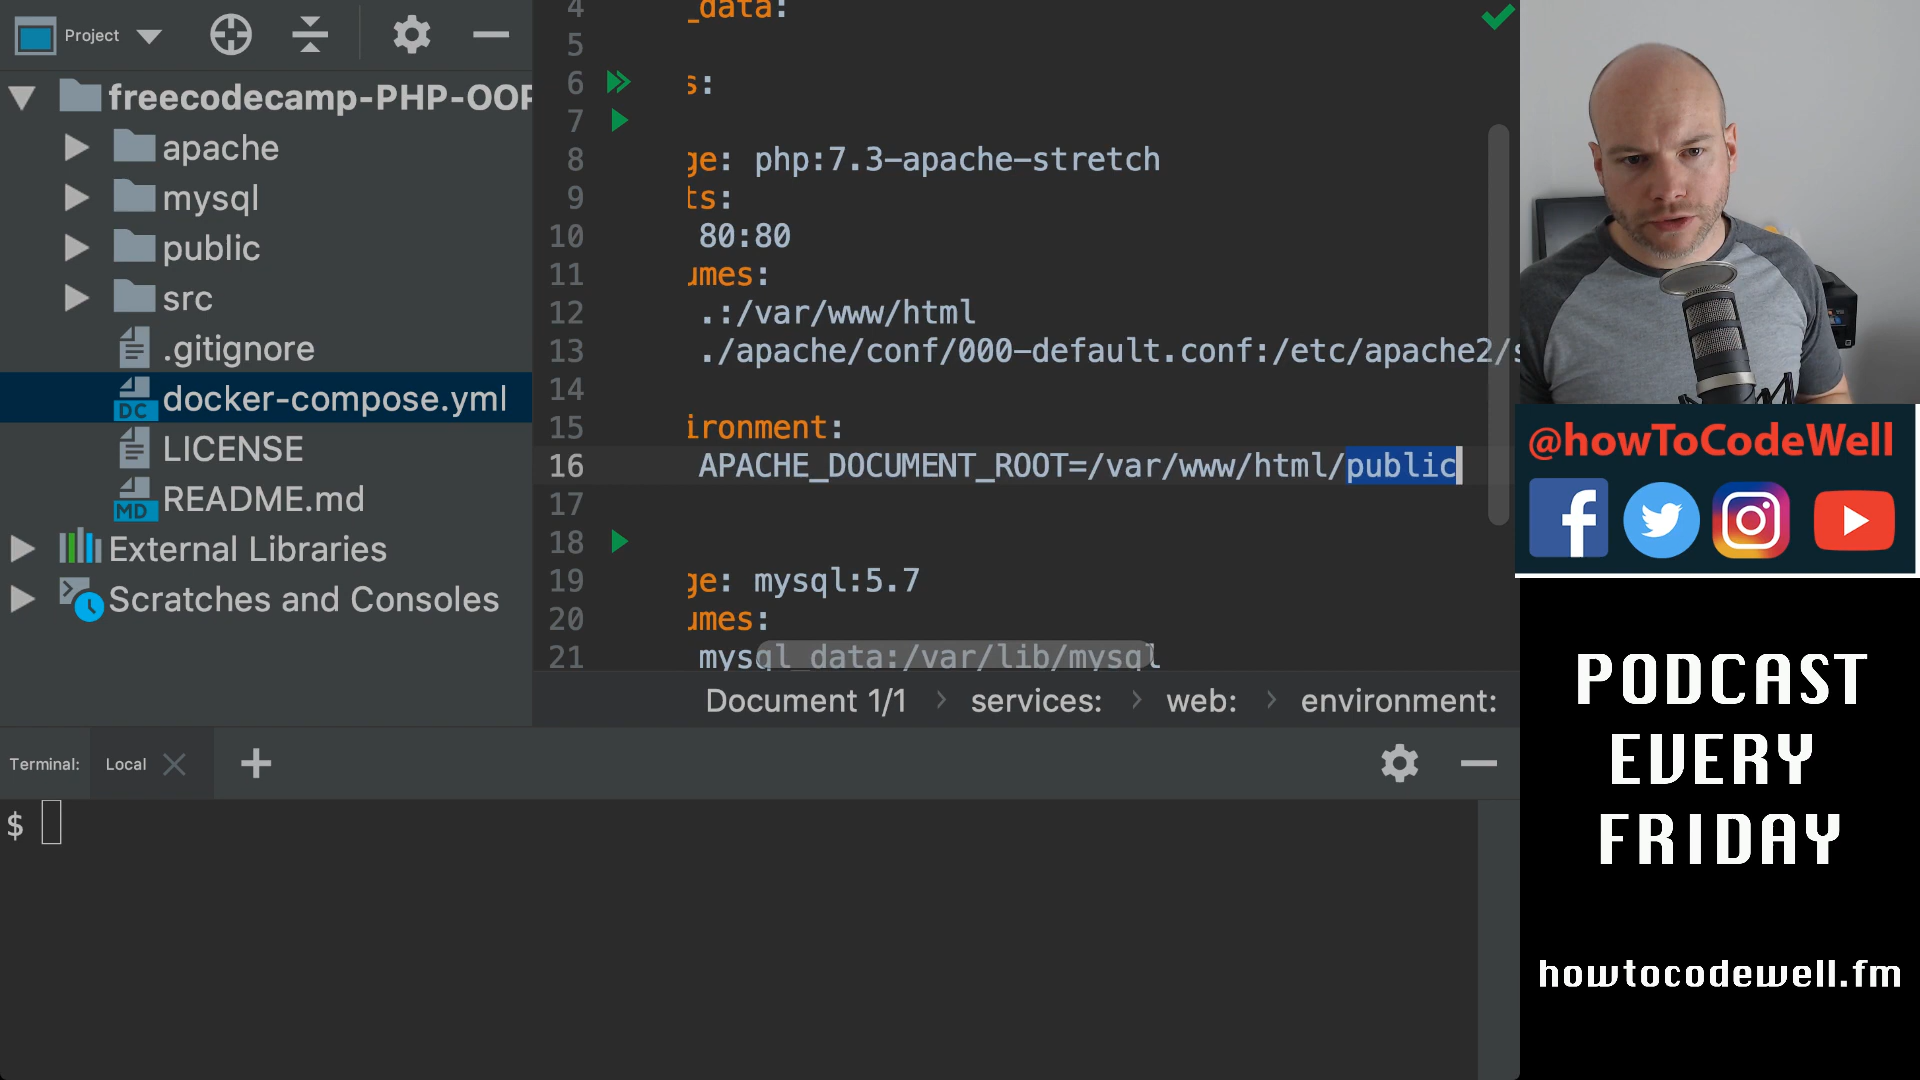 Project
freecodecamp-PHP-OOP
apache
mysql
public
src
.gitignore
DC docker-compose.yml
LICENSE
MD README.md
External Libraries
Scratches and Consoles
4 _data:
5
6 s:
7
8 ge: php:7.3-apache-stretch
9 ts:
10 80:80
11 umes:
12 .:/var/www/html
13 ./apache/conf/000-default.conf:/etc/apache2/s
14
15 ironment:
16 APACHE_DOCUMENT_ROOT=/var/www/html/public
17
18
19 ge: mysql:5.7
20 umes:
21 mysql_data:/var/lib/mysql
Document 1/1 › services: › web: › environment:
Terminal: Local
$
@howToCodeWell
PODCAST
EVERY
FRIDAY
howtocodewell.fm